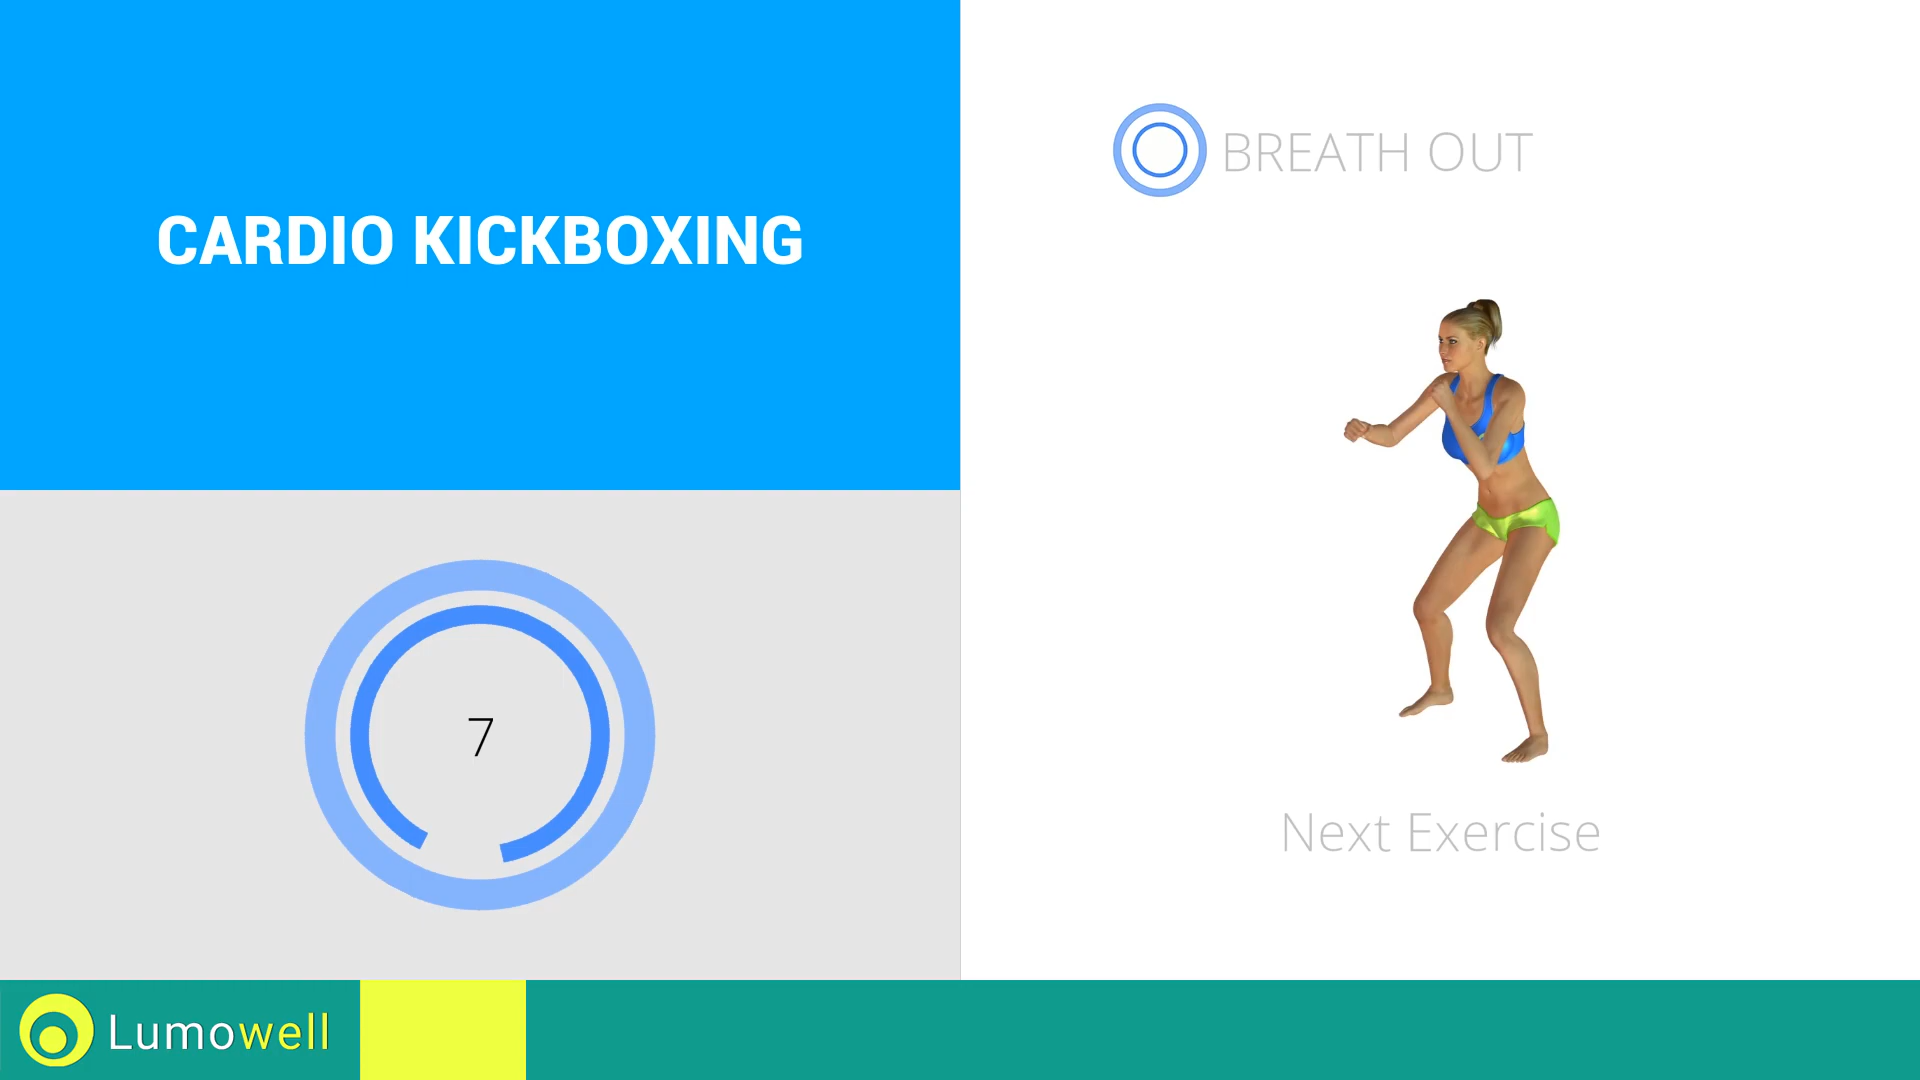 CARDIO KICKBOXING
BREATH OUT
7
Next Exercise
Lumowell